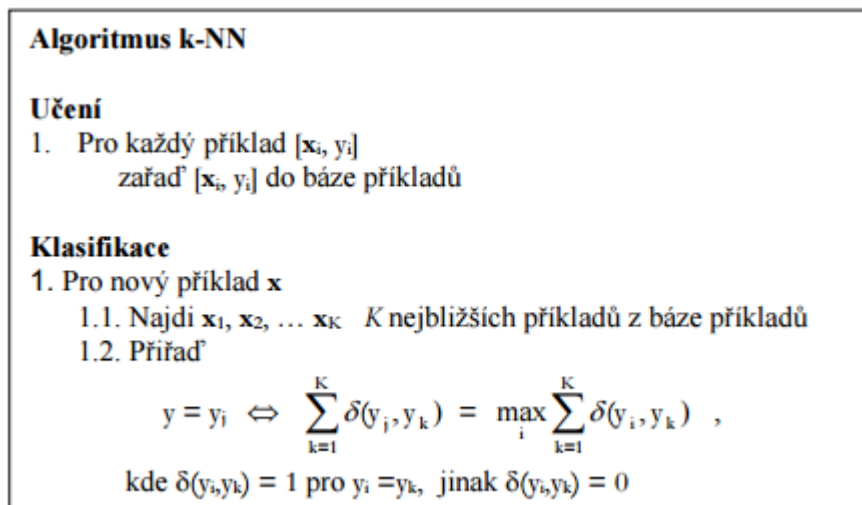 Algoritmus k-NN
Učení
1. Pro každý příklad [xᵢ, yᵢ]
zařaď [xᵢ, yᵢ] do báze příkladů
Klasifikace
1. Pro nový příklad x
1.1. Najdi x₁, x₂, … x_K K nejbližších příkladů z báze příkladů
1.2. Přiřaď
y = yⱼ ⇔ ∑_{k=1}^{K} δ(yⱼ, yₖ) = max_i ∑_{k=1}^{K} δ(yᵢ, yₖ) ,
kde δ(yᵢ,yₖ) = 1 pro yᵢ =yₖ, jinak δ(yᵢ,yₖ) = 0